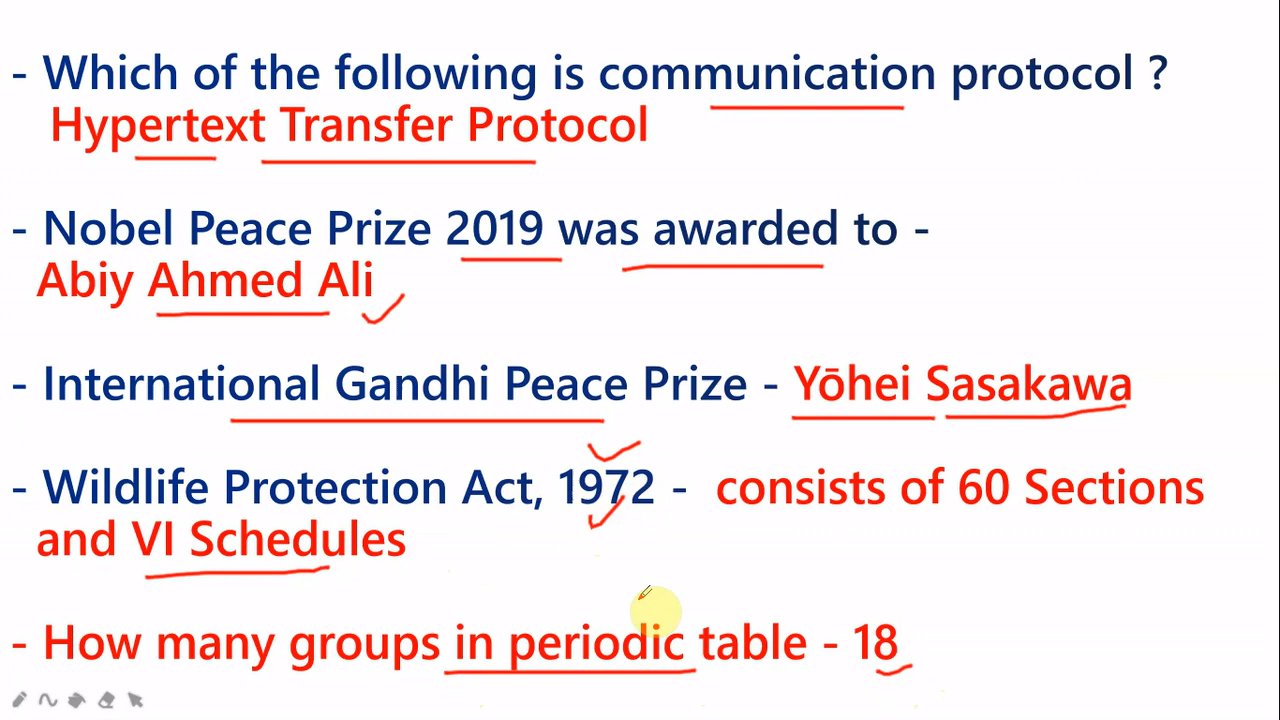 - Which of the following is communication protocol ?
Hypertext Transfer Protocol
- Nobel Peace Prize 2019 was awarded to -
Abiy Ahmed Ali
- International Gandhi Peace Prize - Yōhei Sasakawa
- Wildlife Protection Act, 1972 - consists of 60 Sections
and VI Schedules
- How many groups in periodic table - 18